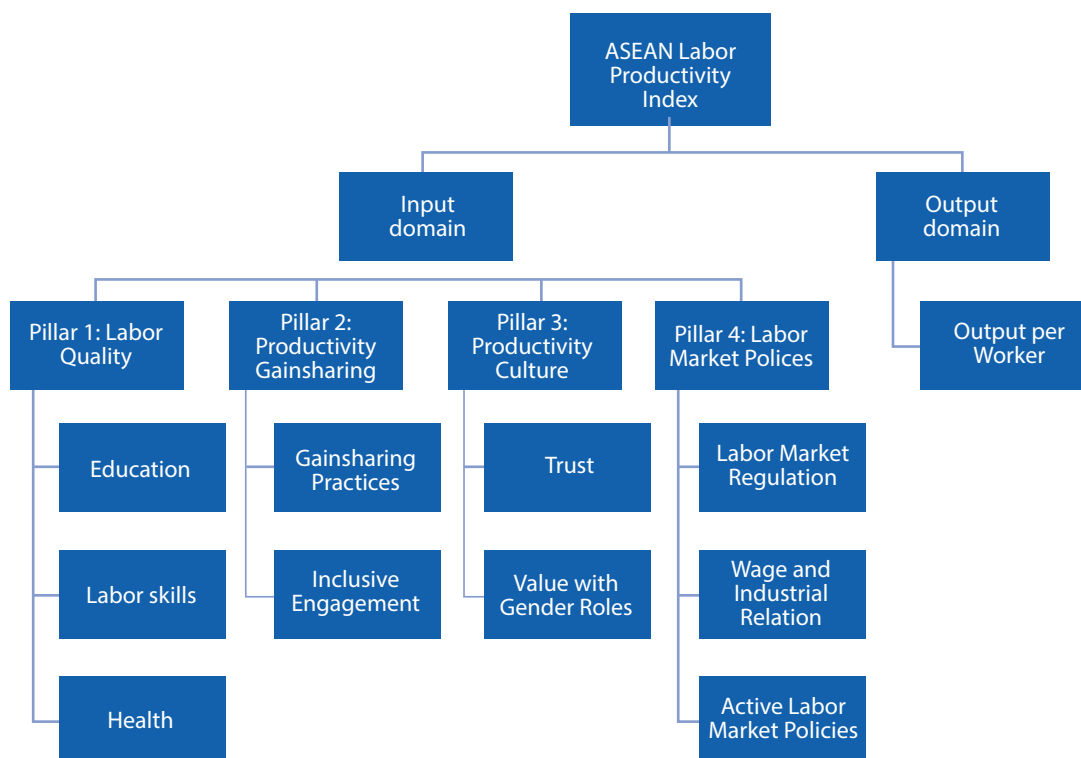 ASEAN Labor
Productivity
Index
Input
domain
Output
domain
Pillar 1: Labor
Quality
Pillar 2:
Productivity
Gainsharing
Pillar 3:
Productivity
Culture
Pillar 4: Labor
Market Polices
Output per
Worker
Education
Gainsharing
Practices
Trust
Labor Market
Regulation
Labor skills
Inclusive
Engagement
Value with
Gender Roles
Wage and
Industrial
Relation
Health
Active Labor
Market Policies